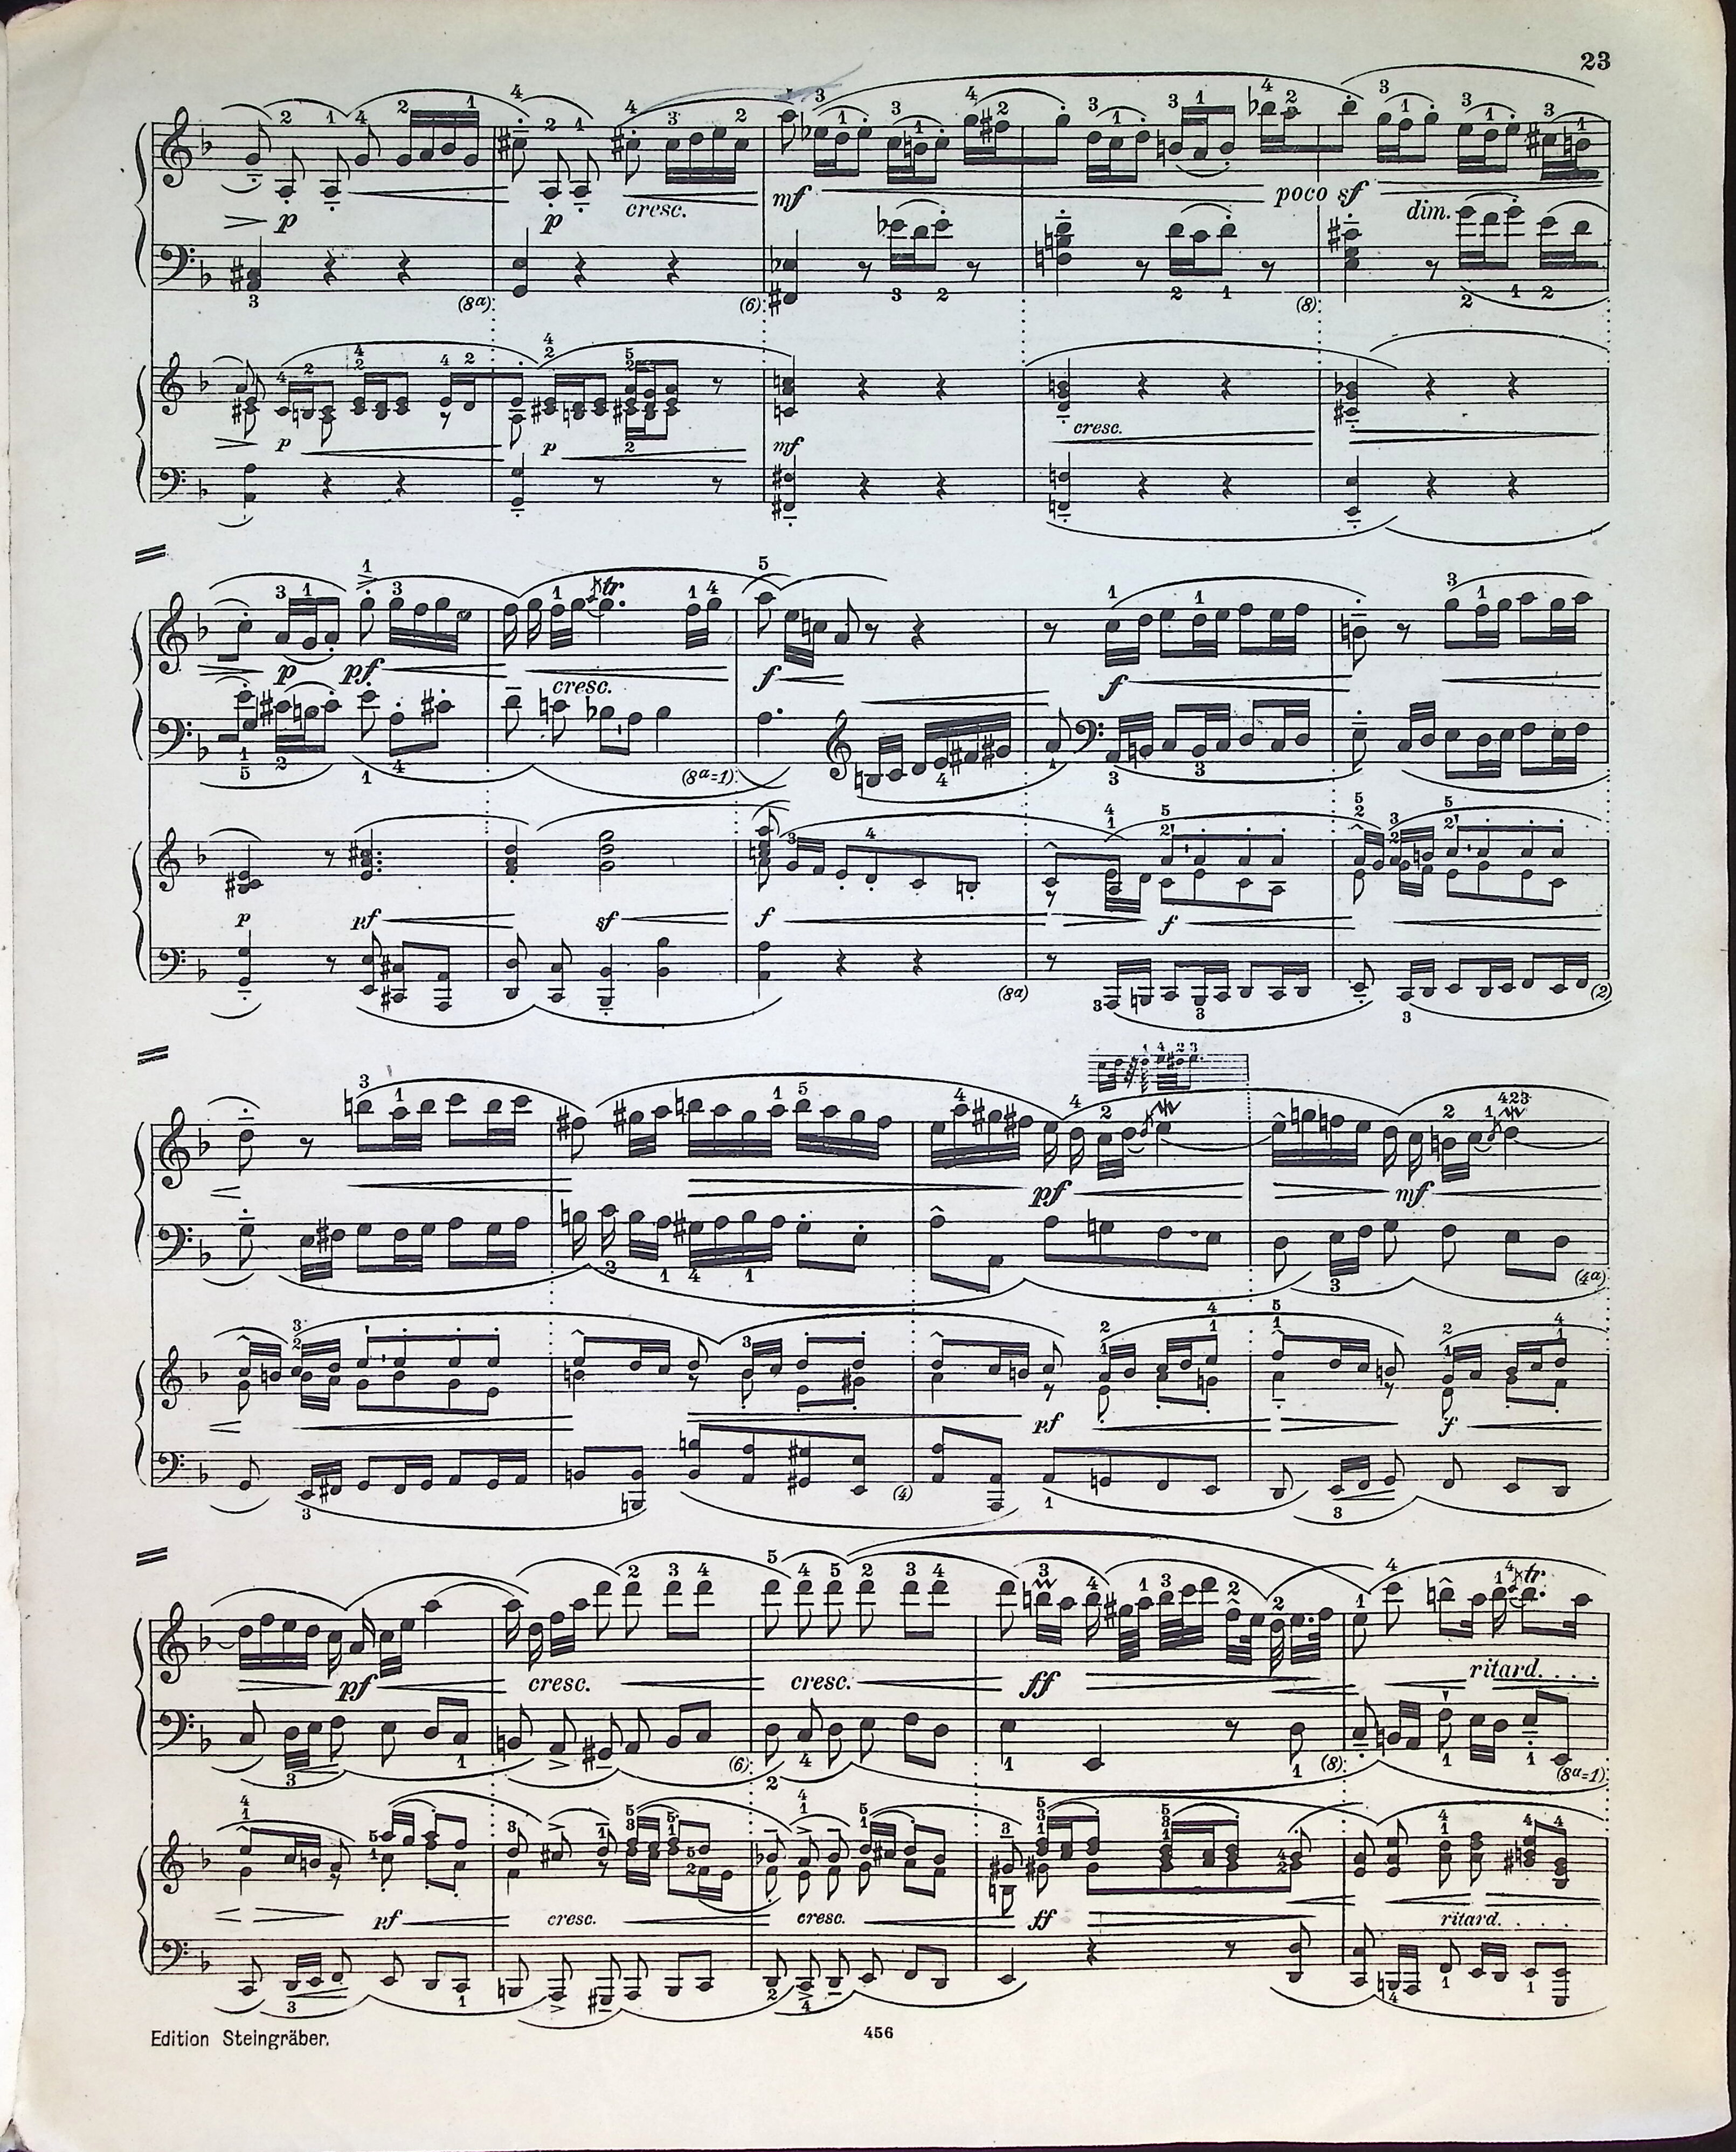 23
p
p
cresc.
mf
poco sf
dim.
(8a)
(6)
(8)
p
p
mf
cresc.
tr
p
pf
cresc.
f
f
(8a=1)
p
pf
sf
f
f
(8a)
(2)
pf
mf
(4a)
pf
f
(4)
tr
pf
cresc.
cresc.
ff
ritard. . . . .
(6)
(8)
(8a=1)
pf
cresc.
cresc.
ff
ritard. . . . .
Edition Steingräber.
456